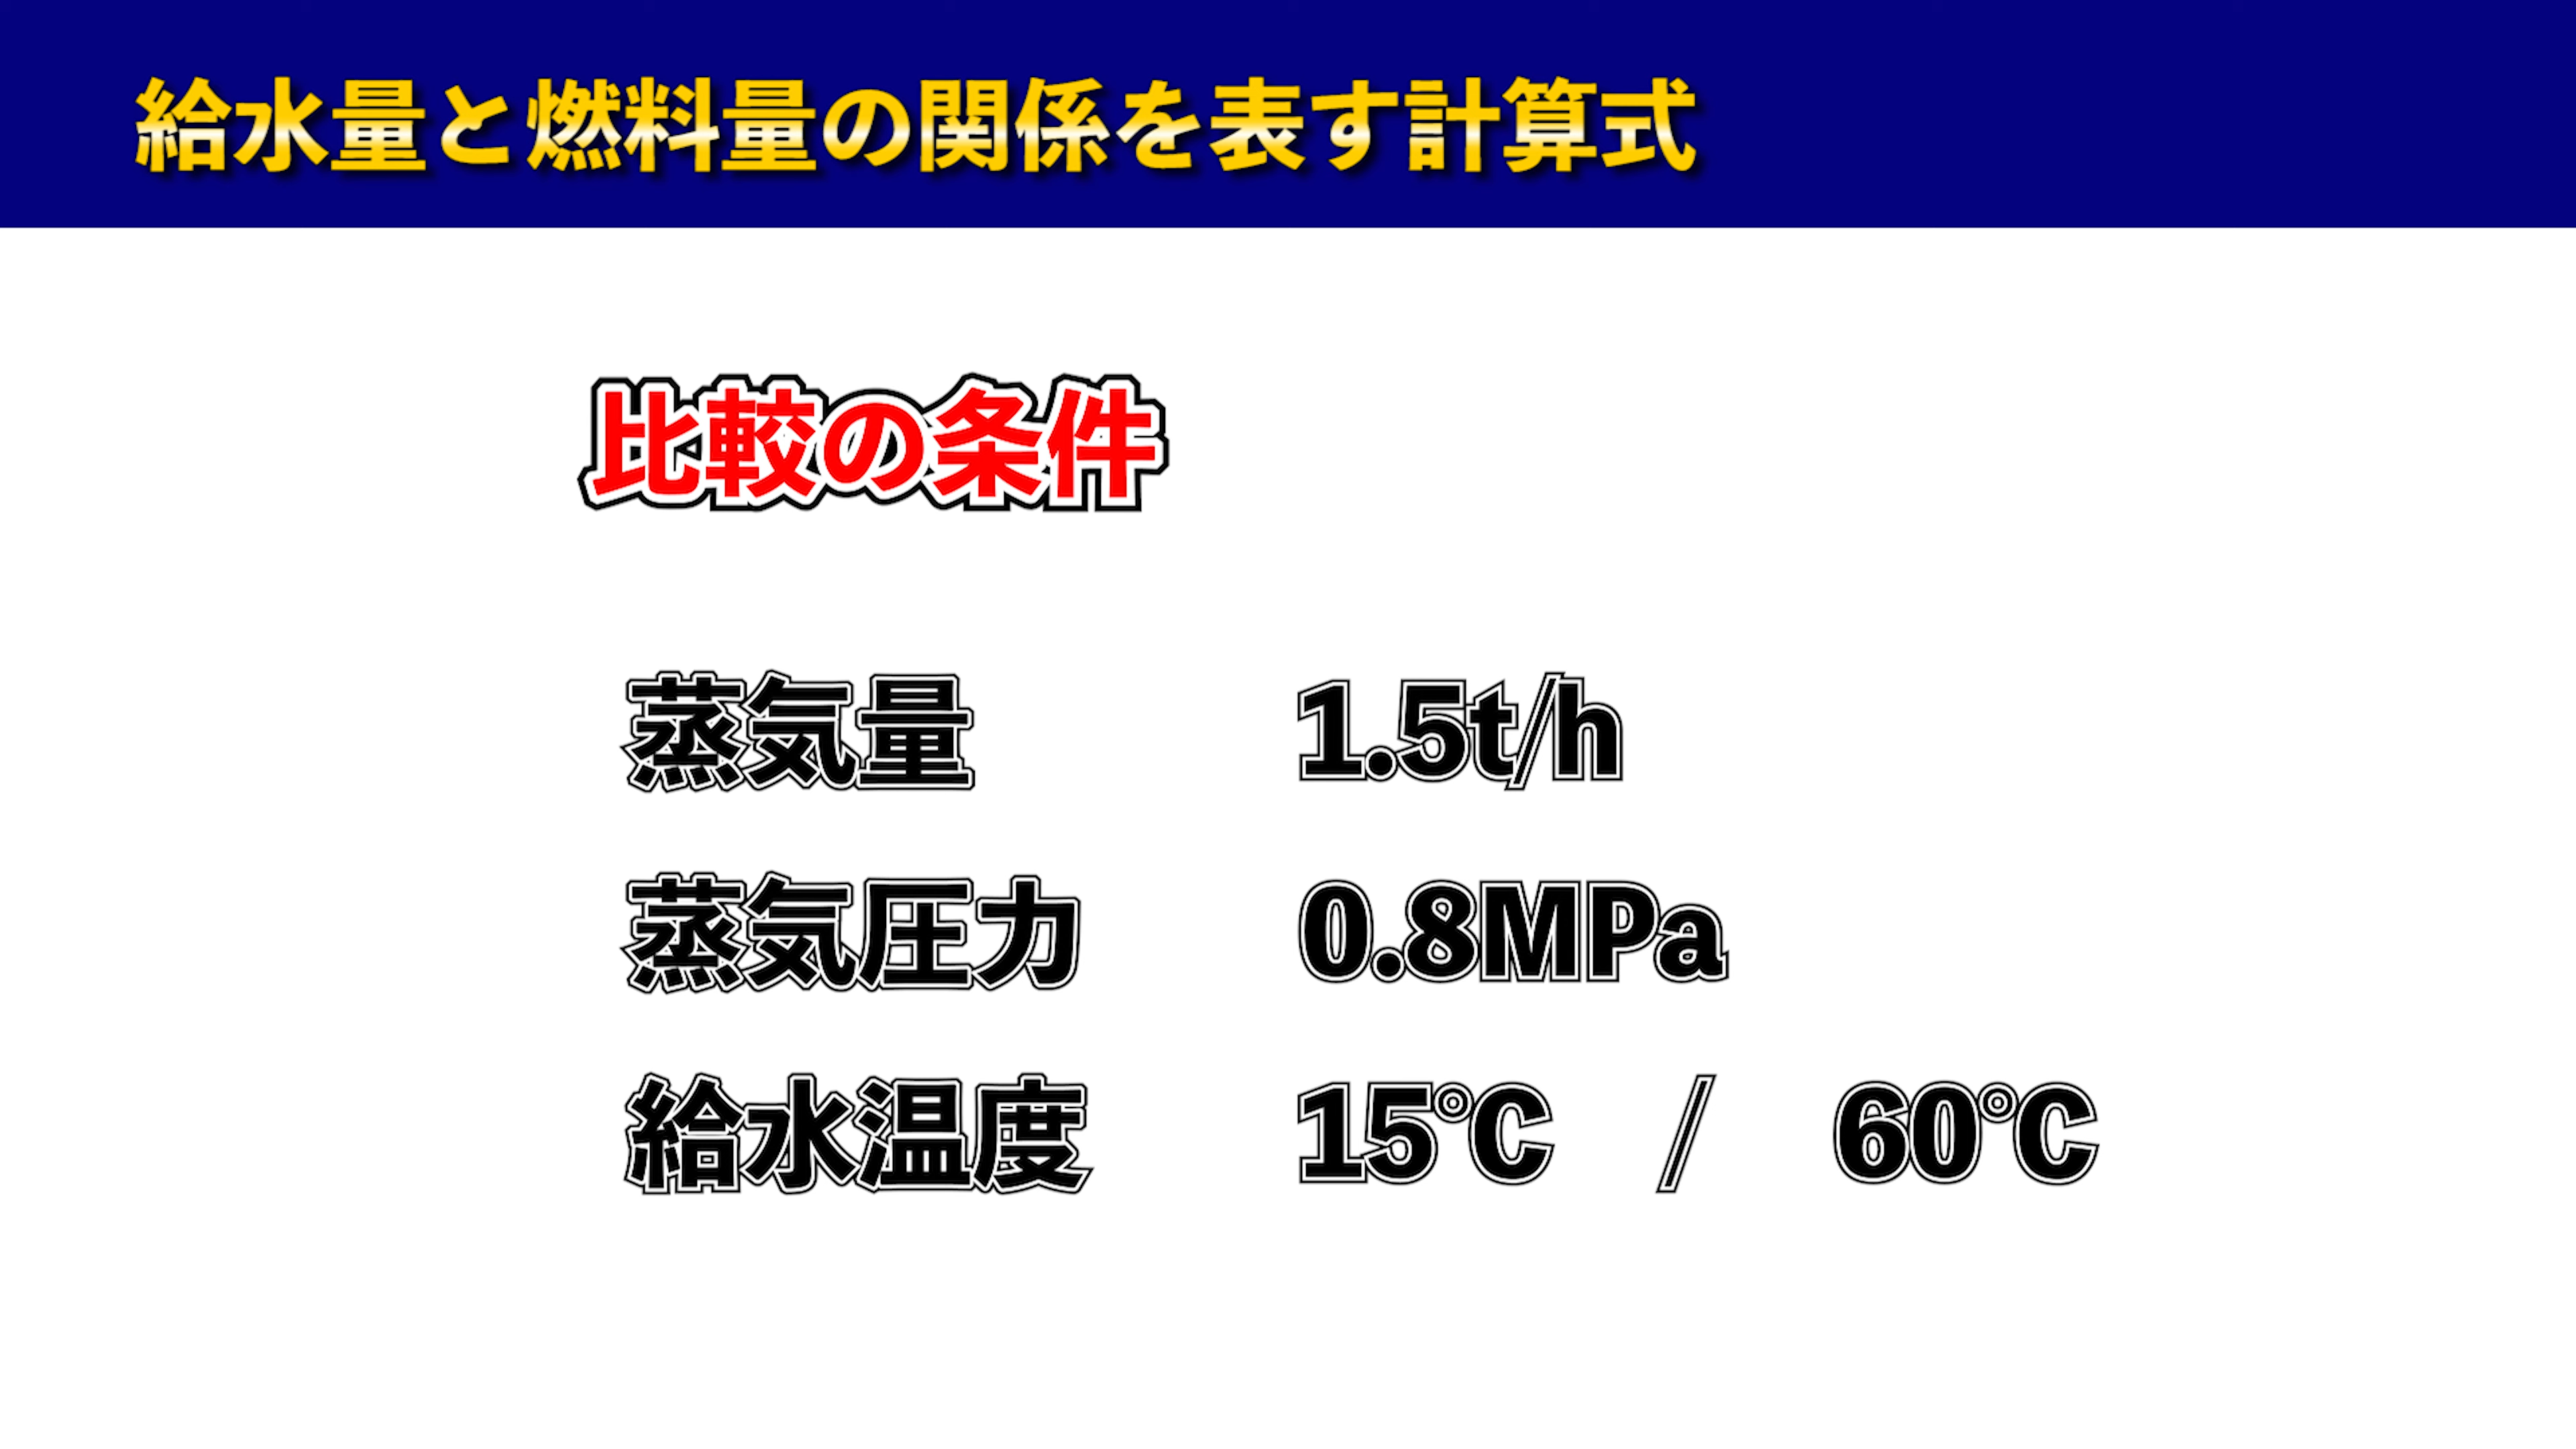 給水量と燃料量の関係を表す計算式
比較の条件
蒸気量 1.5t/h
蒸気圧力 0.8MPa
給水温度 15℃ / 60℃